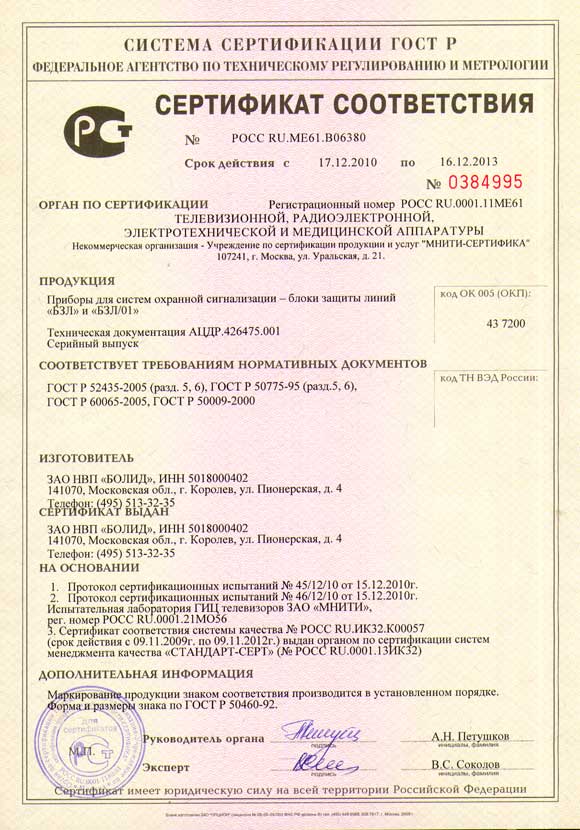 СИСТЕМА СЕРТИФИКАЦИИ ГОСТ Р
ФЕДЕРАЛЬНОЕ АГЕНТСТВО ПО ТЕХНИЧЕСКОМУ РЕГУЛИРОВАНИЮ И МЕТРОЛОГИИ
СЕРТИФИКАТ СООТВЕТСТВИЯ
№ РОСС RU.ME61.B06380
Срок действия с 17.12.2010 по 16.12.2013
№ 0384995
ОРГАН ПО СЕРТИФИКАЦИИ Регистрационный номер РОСС RU.0001.11ME61
ТЕЛЕВИЗИОННОЙ, РАДИОЭЛЕКТРОННОЙ,
ЭЛЕКТРОТЕХНИЧЕСКОЙ И МЕДИЦИНСКОЙ АППАРАТУРЫ
Некоммерческая организация - Учреждение по сертификации продукции и услуг "МНИТИ-СЕРТИФИКА"
107241, г. Москва, ул. Уральская, д. 21.
ПРОДУКЦИЯ
Приборы для систем охранной сигнализации – блоки защиты линий
«БЗЛ» и «БЗЛ/01»
Техническая документация АЦДР.426475.001
Серийный выпуск
код ОК 005 (ОКП):
43 7200
СООТВЕТСТВУЕТ ТРЕБОВАНИЯМ НОРМАТИВНЫХ ДОКУМЕНТОВ
ГОСТ Р 52435-2005 (разд. 5, 6), ГОСТ Р 50775-95 (разд.5, 6),
ГОСТ Р 60065-2005, ГОСТ Р 50009-2000
код ТН ВЭД России:
ИЗГОТОВИТЕЛЬ
ЗАО НВП «БОЛИД», ИНН 5018000402
141070, Московская обл., г. Королев, ул. Пионерская, д. 4
Телефон: (495) 513-32-35
СЕРТИФИКАТ ВЫДАН
ЗАО НВП «БОЛИД», ИНН 5018000402
141070, Московская обл., г. Королев, ул. Пионерская, д. 4
Телефон: (495) 513-32-35
НА ОСНОВАНИИ
1. Протокол сертификационных испытаний № 45/12/10 от 15.12.2010г.
2. Протокол сертификационных испытаний № 46/12/10 от 15.12.2010г.
Испытательная лаборатория ГИЦ телевизоров ЗАО «МНИТИ»,
рег. номер РОСС RU.0001.21МО56
3. Сертификат соответствия системы качества № РОСС RU.ИК32.К00057
(срок действия с 09.11.2009г. по 09.11.2012г.) выдан органом по сертификации систем
менеджмента качества «СТАНДАРТ-СЕРТ» (№ РОСС RU.0001.13ИК32)
ДОПОЛНИТЕЛЬНАЯ ИНФОРМАЦИЯ
Маркирование продукции знаком соответствия производится в установленном порядке.
Форма и размеры знака по ГОСТ Р 50460-92.
для
сертификатов
М.П.
Руководитель органа
подпись
А.Н. Петушков
инициалы, фамилия
Эксперт
подпись
В.С. Соколов
инициалы, фамилия
Сертификат имеет юридическую силу на всей территории Российской Федерации